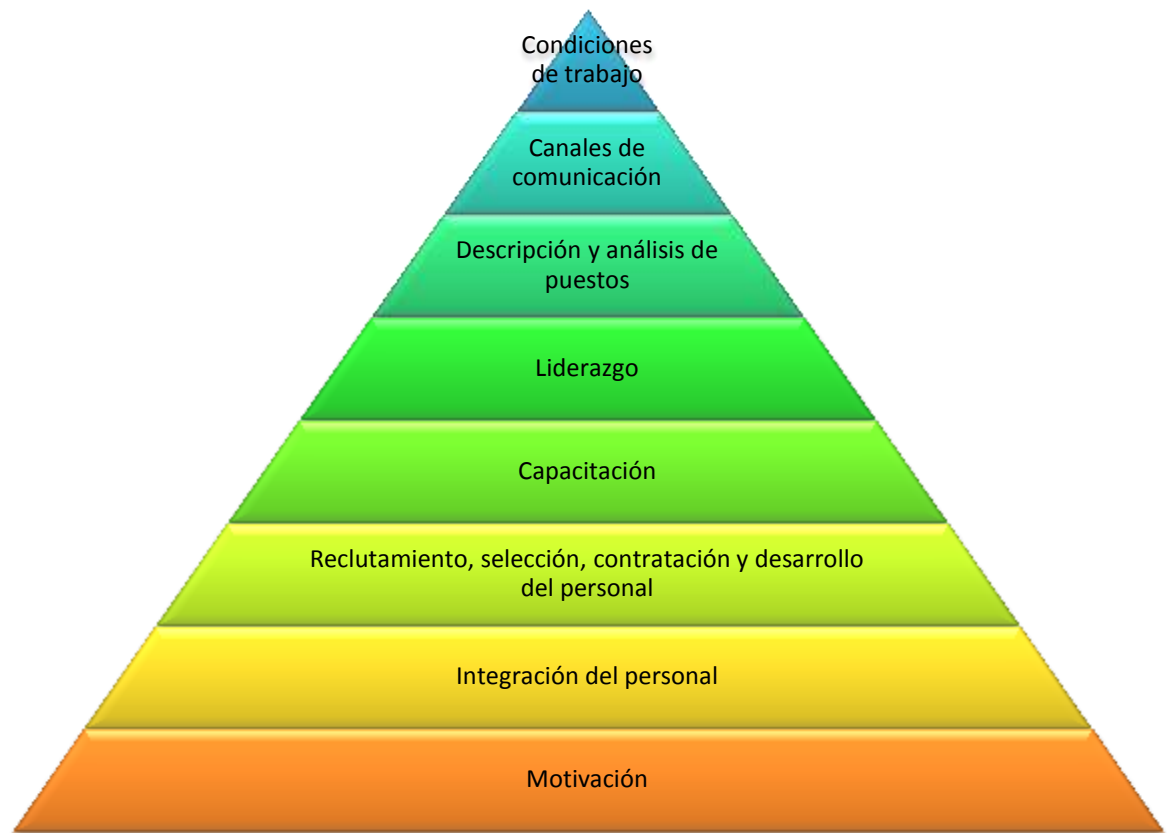 Condiciones
de trabajo
Canales de
comunicación
Descripción y análisis de
puestos
Liderazgo
Capacitación
Reclutamiento, selección, contratación y desarrollo
del personal
Integración del personal
Motivación